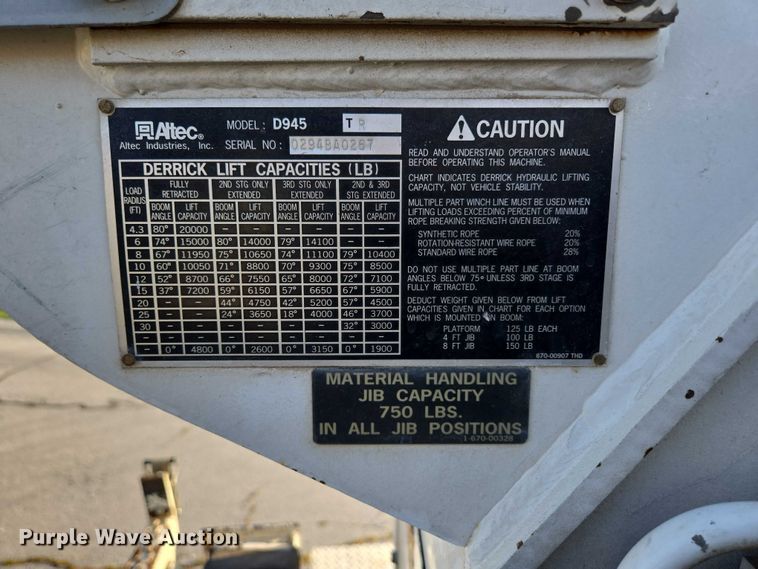 Altec®
Altec Industries, Inc.
MODEL: D945 T R
SERIAL NO: 0294BA0267
DERRICK LIFT CAPACITIES (LB)
LOAD RADIUS (FT) FULLY RETRACTED 2ND STG ONLY EXTENDED 3RD STG ONLY EXTENDED 2ND & 3RD STG EXTENDED
BOOM ANGLE LIFT CAPACITY BOOM ANGLE LIFT CAPACITY BOOM ANGLE LIFT CAPACITY BOOM ANGLE LIFT CAPACITY
4.3 80° 20000 – – – – – –
6 74° 15000 80° 14000 79° 14100 – –
8 67° 11950 75° 10650 74° 11100 79° 10400
10 60° 10050 71° 8800 70° 9300 75° 8500
12 52° 8700 66° 7550 65° 8000 72° 7100
15 37° 7200 59° 6150 57° 6650 67° 5900
20 – – 44° 4750 42° 5200 57° 4500
25 – – 24° 3650 18° 4000 46° 3700
30 – – – – – – 32° 3000
– – – – – – – – –
– 0° 4800 0° 2600 0° 3150 0° 1900
CAUTION
READ AND UNDERSTAND OPERATOR'S MANUAL
BEFORE OPERATING THIS MACHINE.
CHART INDICATES DERRICK HYDRAULIC LIFTING
CAPACITY, NOT VEHICLE STABILITY.
MULTIPLE PART WINCH LINE MUST BE USED WHEN
LIFTING LOADS EXCEEDING PERCENT OF MINIMUM
ROPE BREAKING STRENGTH GIVEN BELOW:
SYNTHETIC ROPE 20%
ROTATION-RESISTANT WIRE ROPE 20%
STANDARD WIRE ROPE 28%
DO NOT USE MULTIPLE PART LINE AT BOOM
ANGLES BELOW 75° UNLESS 3RD STAGE IS
FULLY RETRACTED.
DEDUCT WEIGHT GIVEN BELOW FROM LIFT
CAPACITIES GIVEN IN CHART FOR EACH OPTION
WHICH IS MOUNTED ON BOOM:
PLATFORM 125 LB EACH
4 FT JIB 100 LB
8 FT JIB 150 LB
670-00907 THD
MATERIAL HANDLING
JIB CAPACITY
750 LBS.
IN ALL JIB POSITIONS
1-670-00328
Purple Wave Auction